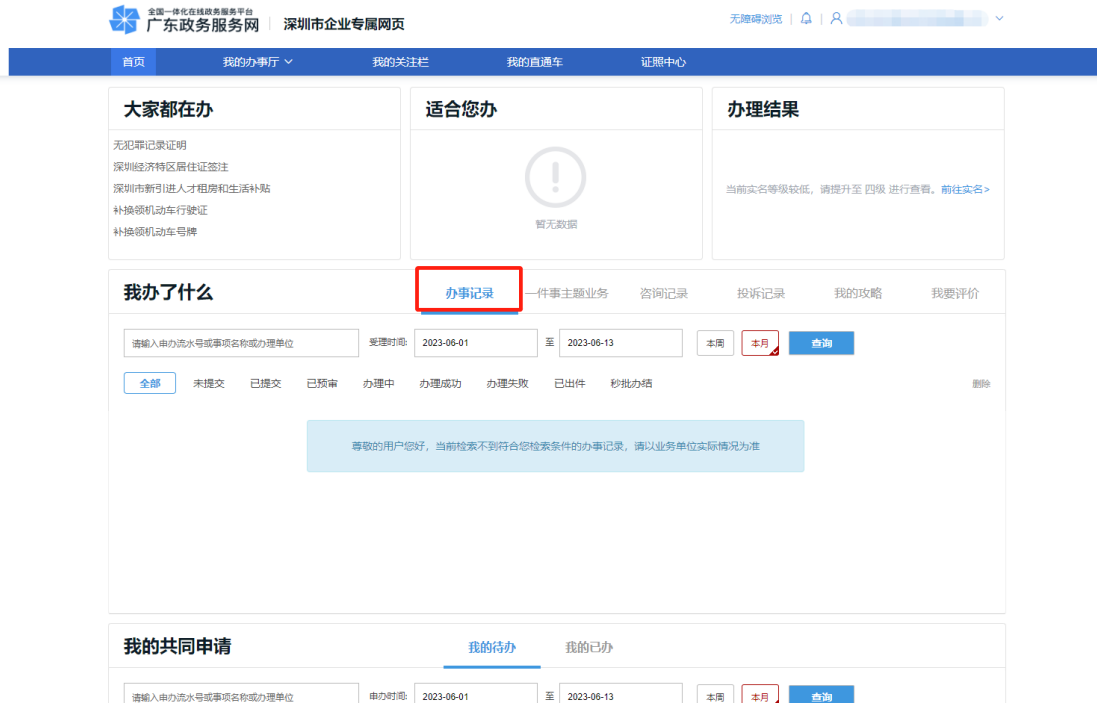 全国一体化在线政务服务平台
广东政务服务网 深圳市企业专属网页
无障碍浏览
首页 我的办事厅 我的关注栏 我的直通车 证照中心
大家都在办
无犯罪记录证明
深圳经济特区居住证签注
深圳市新引进人才租房和生活补贴
补换领机动车行驶证
补换领机动车号牌
适合您办
暂无数据
办理结果
当前实名等级较低，请提升至 四级 进行查看。前往实名>
我办了什么 办事记录 一件事主题业务 咨询记录 投诉记录 我的攻略 我要评价
请输入申办流水号或事项名称或办理单位 受理时间: 2023-06-01 至 2023-06-13 本周 本月 查询
全部 未提交 已提交 已预审 办理中 办理成功 办理失败 已出件 秒批办结 删除
尊敬的用户您好，当前检索不到符合您检索条件的办事记录，请以业务单位实际情况为准
我的共同申请 我的待办 我的已办
请输入申办流水号或事项名称或办理单位 申办时间: 2023-06-01 至 2023-06-13 本周 本月 查询